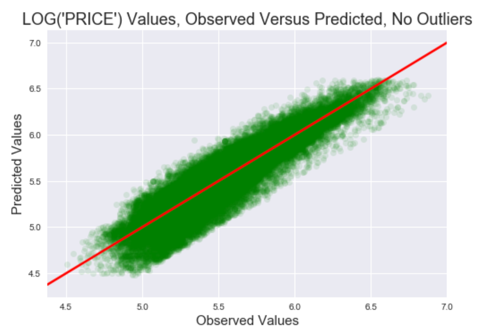 LOG('PRICE') Values, Observed Versus Predicted, No Outliers
7.0
6.5
6.0
5.5
5.0
4.5
Predicted Values
4.5 5.0 5.5 6.0 6.5 7.0
Observed Values